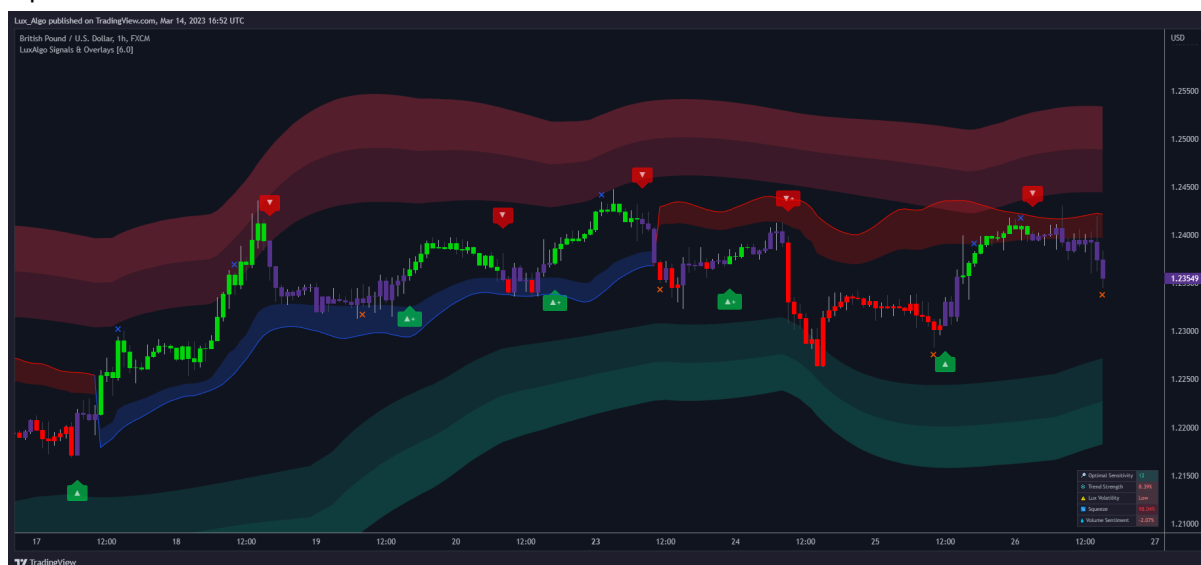 Lux_Algo published on TradingView.com, Mar 14, 2023 16:52 UTC
British Pound / U.S. Dollar, 1h, FXCM
LuxAlgo Signals & Overlays [6.0]
USD
1.25500
1.25000
1.24500
1.24000
1.23549
1.23000
1.22500
1.22000
1.21500
1.21000
Optimal Sensitivity 12
Trend Strength 8.39%
Lux Volatility Low
Squeeze
Volume Sentiment -2.07%
17 12:00 18 12:00 19 12:00 20 12:00 23 12:00 24 12:00 25 12:00 26 12:00 27
TradingView